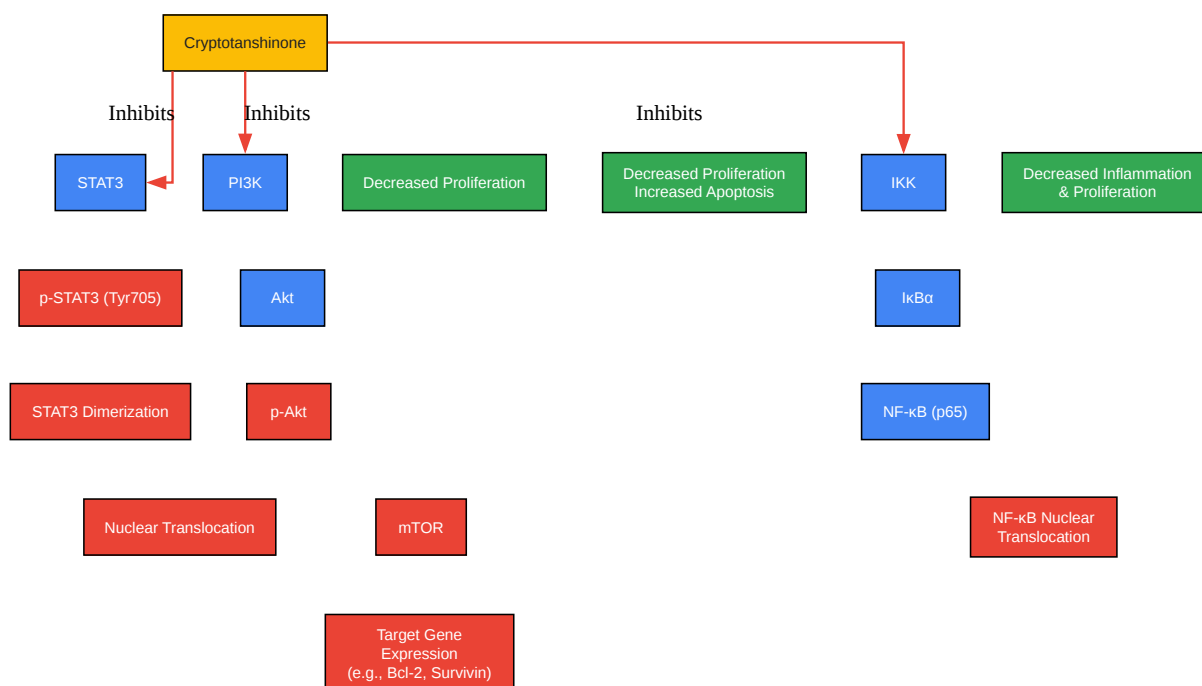 Cryptotanshinone
Inhibits
Inhibits
Inhibits
STAT3
PI3K
Decreased Proliferation
Decreased Proliferation
Increased Apoptosis
IKK
Decreased Inflammation
& Proliferation
p-STAT3 (Tyr705)
Akt
IκBα
STAT3 Dimerization
p-Akt
NF-κB (p65)
Nuclear Translocation
mTOR
NF-κB Nuclear
Translocation
Target Gene
Expression
(e.g., Bcl-2, Survivin)